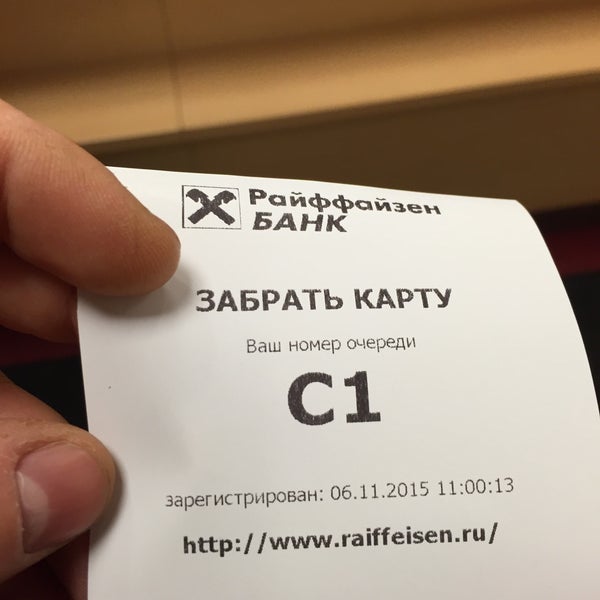 Райффайзен
БАНК
ЗАБРАТЬ КАРТУ
Ваш номер очереди
С1
зарегистрирован: 06.11.2015 11:00:13
http://www.raiffeisen.ru/